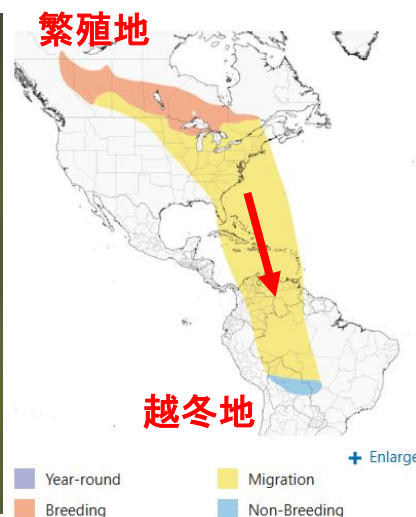 繁殖地
越冬地
+ Enlarge
Year-round
Migration
Breeding
Non-Breeding